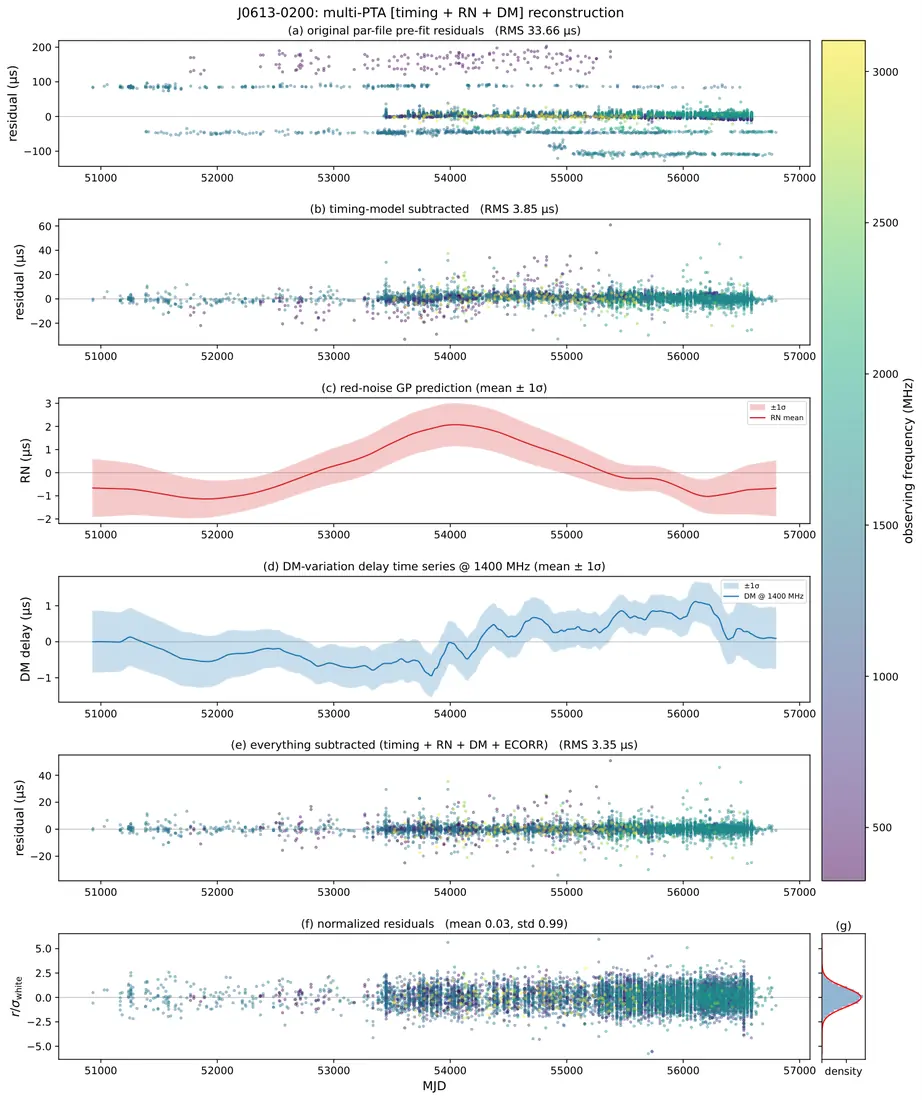 J0613-0200: multi-PTA [timing + RN + DM] reconstruction
(a) original par-file pre-fit residuals (RMS 33.66 μs)
200
100
0
−100
residual (μs)
51000 52000 53000 54000 55000 56000 57000
(b) timing-model subtracted (RMS 3.85 μs)
60
40
20
0
−20
residual (μs)
51000 52000 53000 54000 55000 56000 57000
(c) red-noise GP prediction (mean ± 1σ)
3
2
1
0
−1
−2
RN (μs)
±1σ
RN mean
51000 52000 53000 54000 55000 56000 57000
(d) DM-variation delay time series @ 1400 MHz (mean ± 1σ)
1
0
−1
DM delay (μs)
±1σ
DM @ 1400 MHz
51000 52000 53000 54000 55000 56000 57000
(e) everything subtracted (timing + RN + DM + ECORR) (RMS 3.35 μs)
40
20
0
−20
residual (μs)
51000 52000 53000 54000 55000 56000 57000
3000
2500
2000
1500
1000
500
observing frequency (MHz)
(f) normalized residuals (mean 0.03, std 0.99)
5.0
2.5
0.0
−2.5
−5.0
r/σwhite
51000 52000 53000 54000 55000 56000 57000
MJD
(g)
density